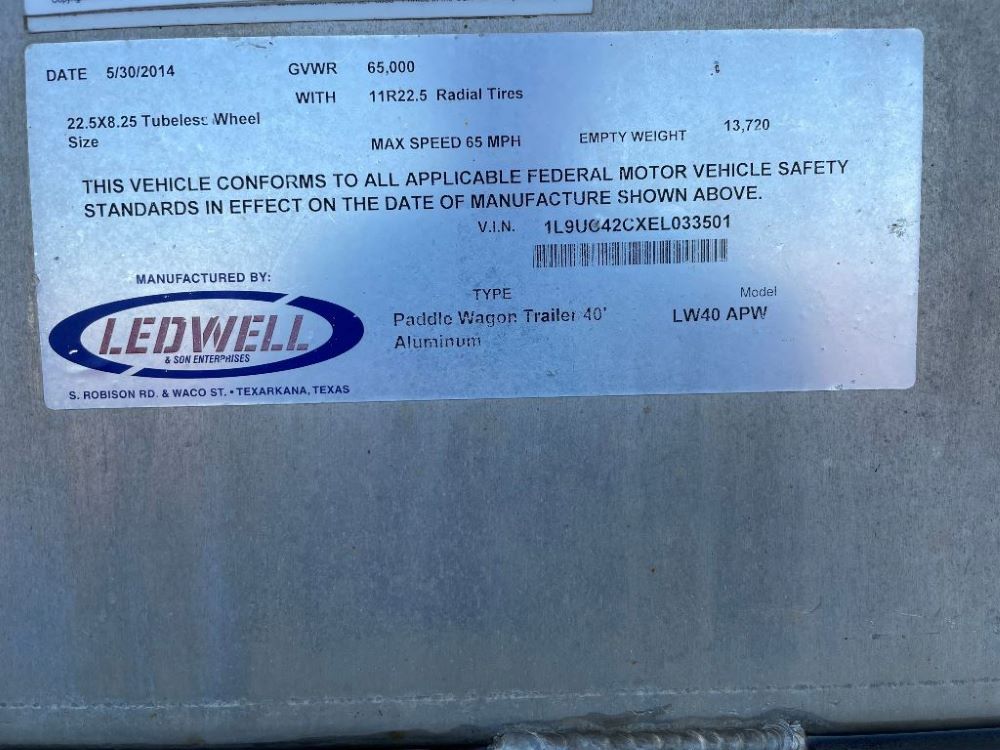 DATE 5/30/2014 GVWR 65,000
WITH 11R22.5 Radial Tires
22.5X8.25 Tubeless Wheel
Size
MAX SPEED 65 MPH EMPTY WEIGHT 13,720
THIS VEHICLE CONFORMS TO ALL APPLICABLE FEDERAL MOTOR VEHICLE SAFETY
STANDARDS IN EFFECT ON THE DATE OF MANUFACTURE SHOWN ABOVE.
V.I.N. 1L9UC42CXEL033501
MANUFACTURED BY:
TYPE Model
Paddle Wagon Trailer 40' LW40 APW
Aluminum
LEDWELL
& SON ENTERPRISES
S. ROBISON RD. & WACO ST. • TEXARKANA, TEXAS